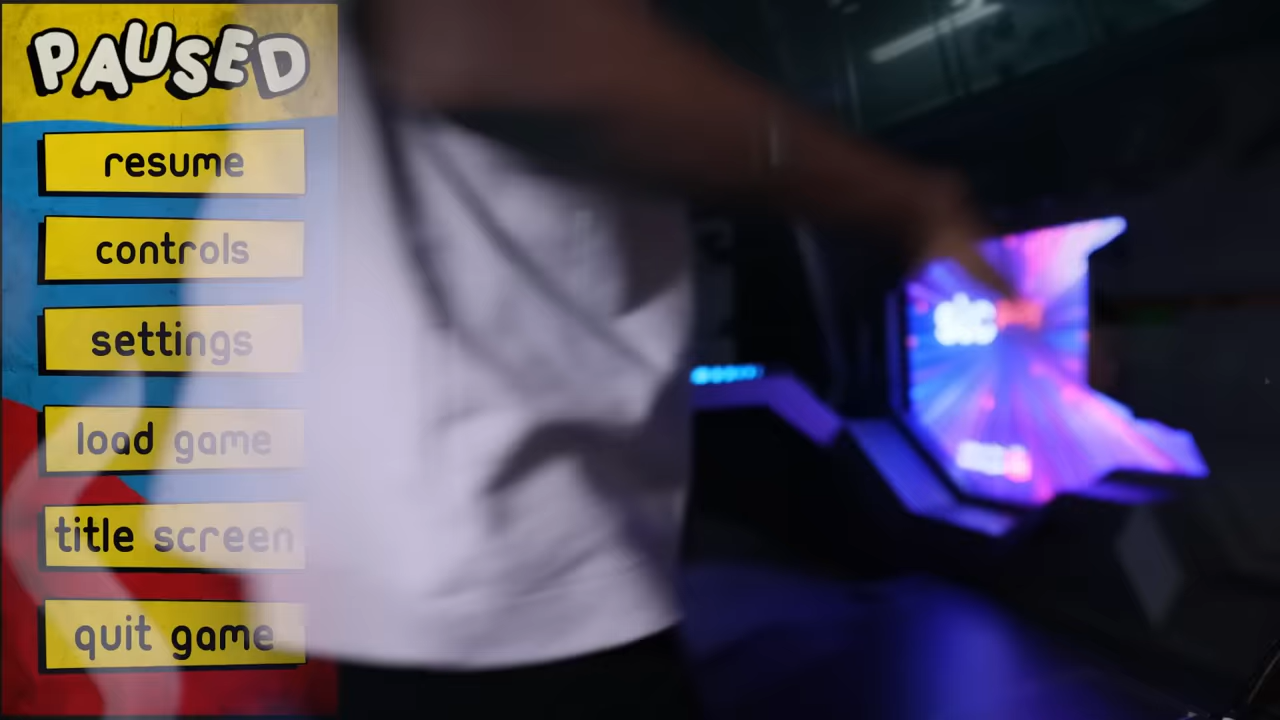 PAUSED
resume
controls
settings
load game
title screen
quit game